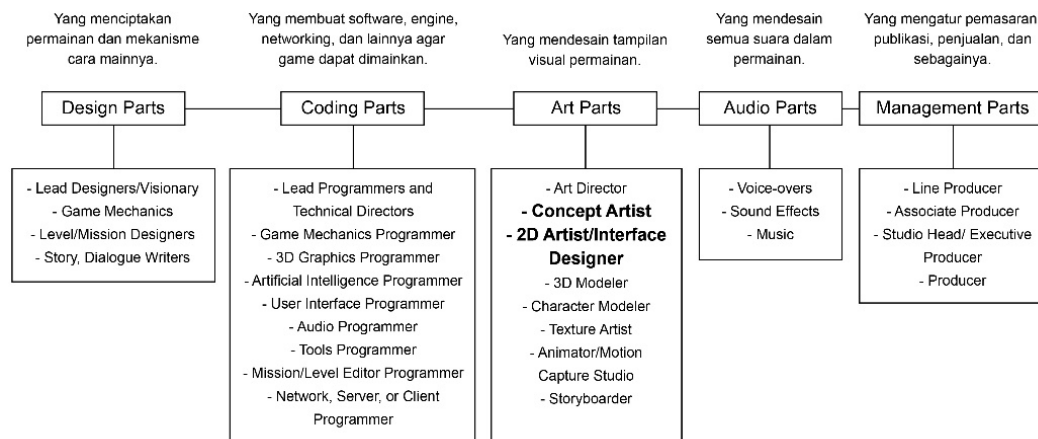 Yang menciptakan
permainan dan mekanisme
cara mainnya.
Yang membuat software, engine,
networking, dan lainnya agar
game dapat dimainkan.
Yang mendesain tampilan
visual permainan.
Yang mendesain
semua suara dalam
permainan.
Yang mengatur pemasaran,
publikasi, penjualan, dan
sebagainya.
Design Parts
Coding Parts
Art Parts
Audio Parts
Management Parts
- Lead Designers/Visionary
- Game Mechanics
- Level/Mission Designers
- Story, Dialogue Writers
- Lead Programmers and
Technical Directors
- Game Mechanics Programmer
- 3D Graphics Programmer
- Artificial Intelligence Programmer
- User Interface Programmer
- Audio Programmer
- Tools Programmer
- Mission/Level Editor Programmer
- Network, Server, or Client
Programmer
- Art Director
- Concept Artist
- 2D Artist/Interface
Designer
- 3D Modeler
- Character Modeler
- Texture Artist
- Animator/Motion
Capture Studio
- Storyboarder
- Voice-overs
- Sound Effects
- Music
- Line Producer
- Associate Producer
- Studio Head/ Executive
Producer
- Producer